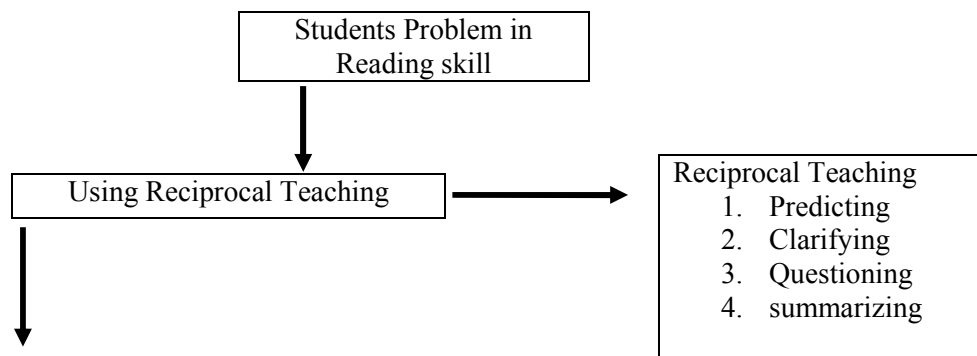 Students Problem in
Reading skill
Using Reciprocal Teaching
Reciprocal Teaching
1. Predicting
2. Clarifying
3. Questioning
4. summarizing